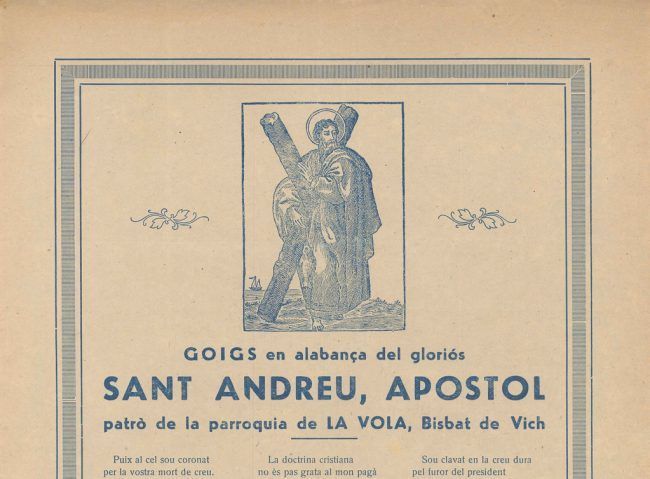 GOIGS en alabança del gloriós
SANT ANDREU, APOSTOL
patrò de la parroquia de LA VOLA, Bisbat de Vich
Puix al cel sou coronat
per la vostra mort de creu.
La doctrina cristiana
no ès pas grata al mon pagà
Sou clavat en la creu dura
pel furor del president